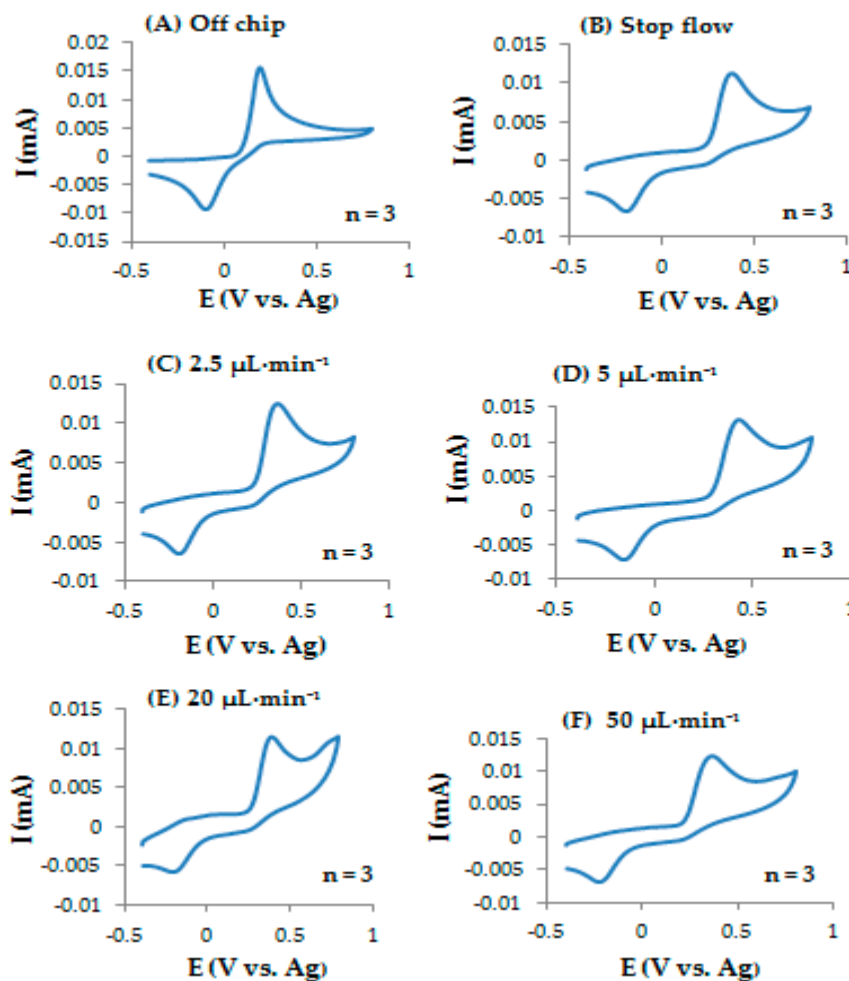 (A) Off chip
0.02
0.015
0.01
0.005
0
-0.005
-0.01
-0.015
-0.5 0 0.5 1
I (mA)
E (V vs. Ag)
n = 3
(B) Stop flow
0.015
0.01
0.005
0
-0.005
-0.01
-0.5 0 0.5 1
I (mA)
E (V vs. Ag)
n = 3
(C) 2.5 µL·min⁻¹
0.015
0.01
0.005
0
-0.005
-0.01
-0.5 0 0.5 1
I (mA)
E (V vs. Ag)
n = 3
(D) 5 µL·min⁻¹
0.015
0.01
0.005
0
-0.005
-0.01
-0.5 0 0.5 1
I (mA)
E (V vs. Ag)
n = 3
(E) 20 µL·min⁻¹
0.015
0.01
0.005
0
-0.005
-0.01
-0.5 0 0.5 1
I (mA)
E (V vs. Ag)
n = 3
(F) 50 µL·min⁻¹
0.015
0.01
0.005
0
-0.005
-0.01
-0.5 0 0.5 1
I (mA)
E (V vs. Ag)
n = 3